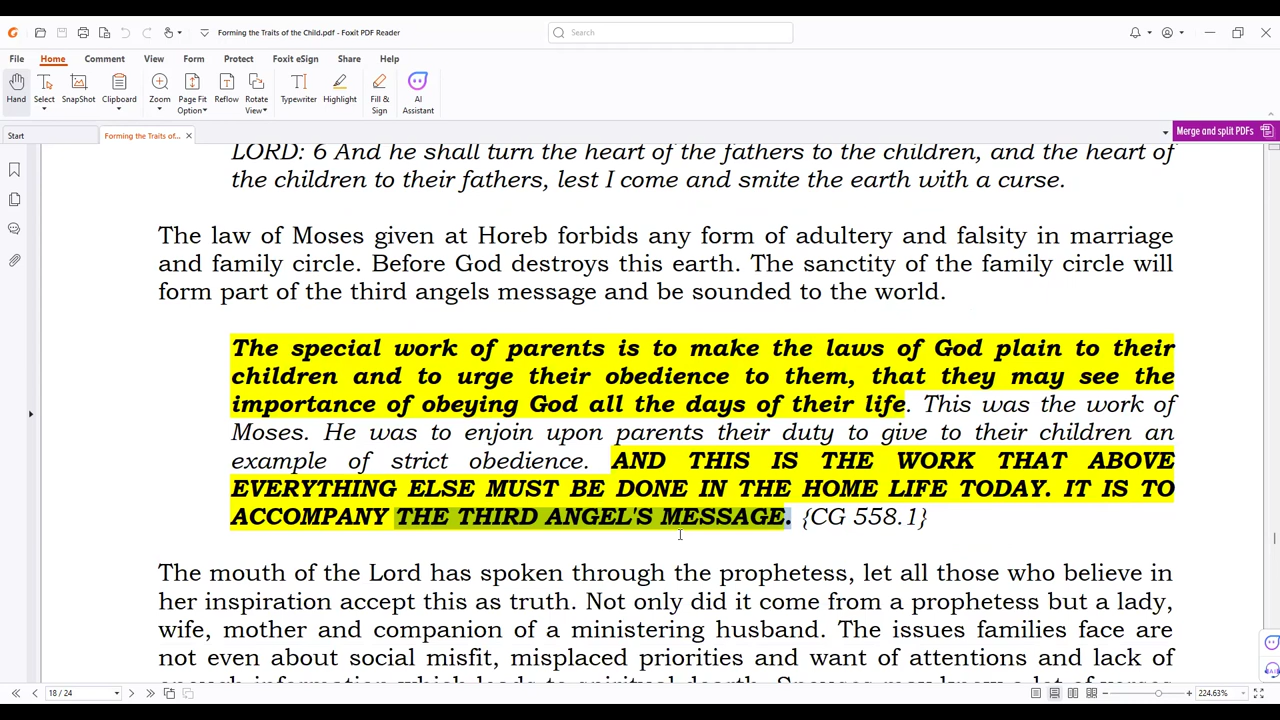 Forming the Traits of the Child.pdf - Foxit PDF Reader
Search
File Home Comment View Form Protect Foxit eSign Share Help
Hand Select SnapShot Clipboard Zoom Page Fit Option Reflow Rotate View Typewriter Highlight Fill & Sign AI Assistant
Start Forming the Traits of... Merge and split PDFs
LORD: 6 And he shall turn the heart of the fathers to the children, and the heart of
the children to their fathers, lest I come and smite the earth with a curse.
The law of Moses given at Horeb forbids any form of adultery and falsity in marriage
and family circle. Before God destroys this earth. The sanctity of the family circle will
form part of the third angels message and be sounded to the world.
The special work of parents is to make the laws of God plain to their
children and to urge their obedience to them, that they may see the
importance of obeying God all the days of their life. This was the work of
Moses. He was to enjoin upon parents their duty to give to their children an
example of strict obedience. AND THIS IS THE WORK THAT ABOVE
EVERYTHING ELSE MUST BE DONE IN THE HOME LIFE TODAY. IT IS TO
ACCOMPANY THE THIRD ANGEL'S MESSAGE. {CG 558.1}
The mouth of the Lord has spoken through the prophetess, let all those who believe in
her inspiration accept this as truth. Not only did it come from a prophetess but a lady,
wife, mother and companion of a ministering husband. The issues families face are
not even about social misfit, misplaced priorities and want of attentions and lack of
18 / 24 224.63%